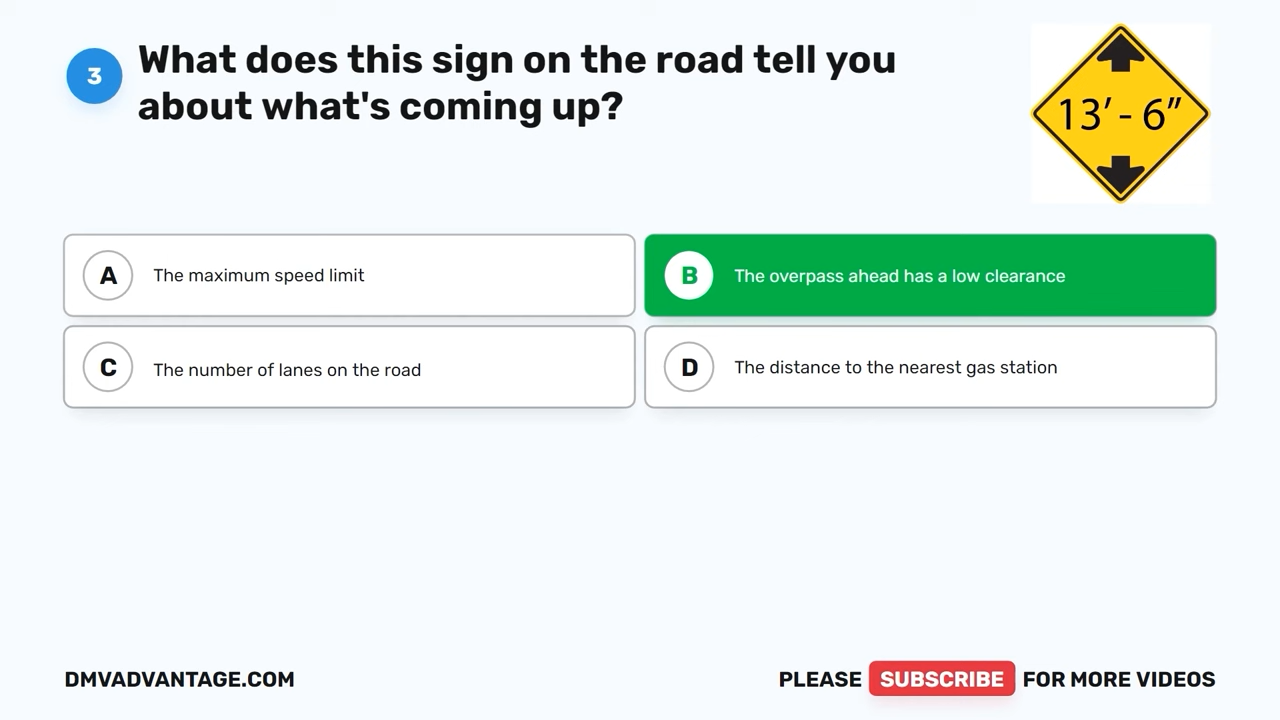 3
What does this sign on the road tell you
about what's coming up?
13’ - 6”
A
The maximum speed limit
B
The overpass ahead has a low clearance
C
The number of lanes on the road
D
The distance to the nearest gas station
DMVADVANTAGE.COM
PLEASE SUBSCRIBE FOR MORE VIDEOS